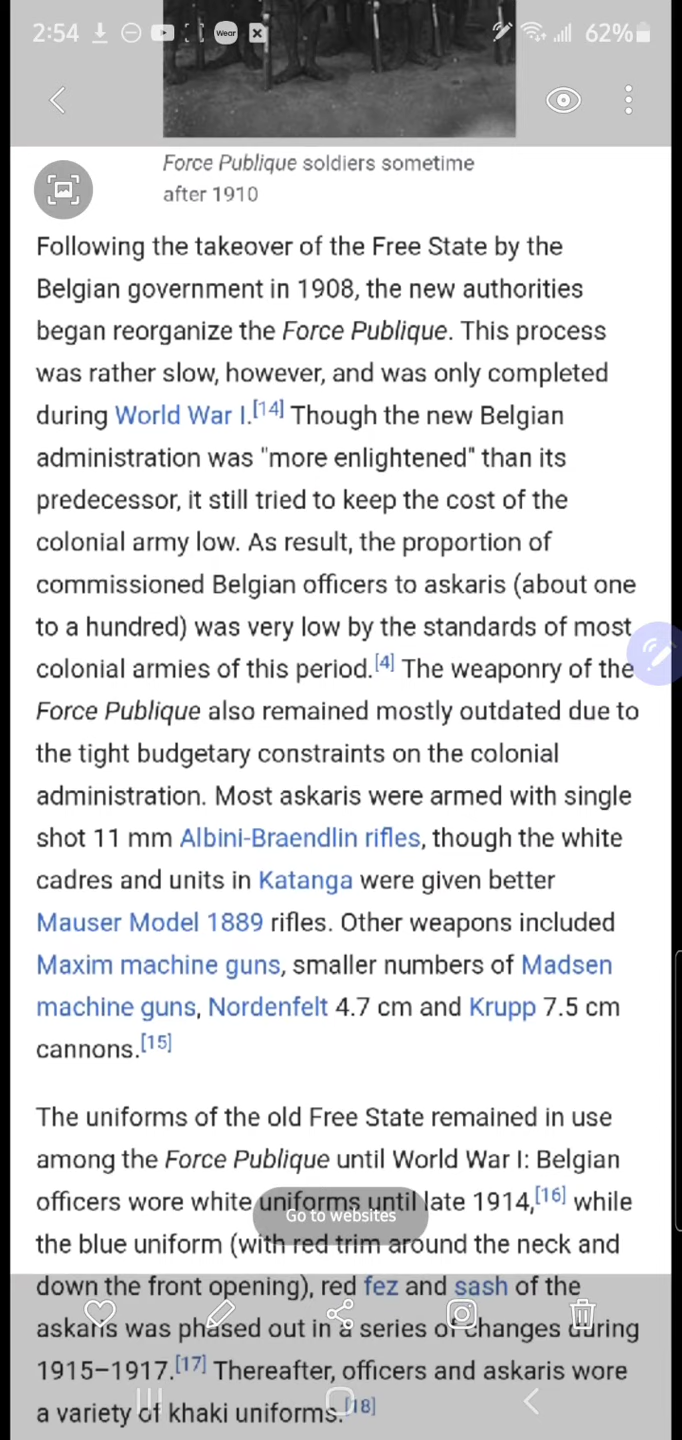 2:54
Wear
62%
Force Publique soldiers sometime
after 1910
Following the takeover of the Free State by the
Belgian government in 1908, the new authorities
began reorganize the Force Publique. This process
was rather slow, however, and was only completed
during World War I.[14] Though the new Belgian
administration was "more enlightened" than its
predecessor, it still tried to keep the cost of the
colonial army low. As result, the proportion of
commissioned Belgian officers to askaris (about one
to a hundred) was very low by the standards of most
colonial armies of this period.[4] The weaponry of the
Force Publique also remained mostly outdated due to
the tight budgetary constraints on the colonial
administration. Most askaris were armed with single
shot 11 mm Albini-Braendlin rifles, though the white
cadres and units in Katanga were given better
Mauser Model 1889 rifles. Other weapons included
Maxim machine guns, smaller numbers of Madsen
machine guns, Nordenfelt 4.7 cm and Krupp 7.5 cm
cannons.[15]
The uniforms of the old Free State remained in use
among the Force Publique until World War I: Belgian
officers wore white uniforms until late 1914,[16] while
Go to websites
the blue uniform (with red trim around the neck and
down the front opening), red fez and sash of the
askaris was phased out in a series of changes during
1915–1917.[17] Thereafter, officers and askaris wore
a variety of khaki uniforms.[18]